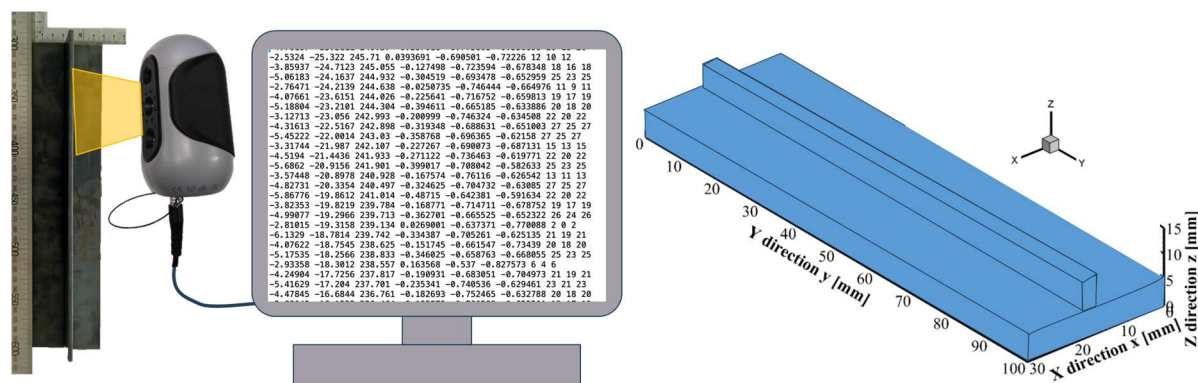 -2.5324 -25.322 245.71 0.0393691 -0.690501 -0.72226 12 10 12
-3.85937 -24.7123 245.055 -0.127498 -0.723594 -0.678348 18 16 18
-5.06183 -24.1637 244.932 -0.304519 -0.693478 -0.652959 25 23 25
-2.76471 -24.2139 244.638 -0.0250735 -0.746444 -0.664976 11 9 11
-4.07661 -23.6151 244.026 -0.225641 -0.716752 -0.659813 19 17 19
-5.18804 -23.2101 244.304 -0.394611 -0.665185 -0.633886 20 18 20
-3.12713 -23.056 242.993 -0.200999 -0.746324 -0.634508 22 20 22
-4.31613 -22.5167 242.898 -0.319348 -0.688631 -0.651003 27 25 27
-5.45222 -22.0014 243.03 -0.358768 -0.696365 -0.62158 27 25 27
-3.31744 -21.987 242.107 -0.227267 -0.690073 -0.687131 15 13 15
-4.5194 -21.4436 241.933 -0.271122 -0.736463 -0.619771 22 20 22
-5.6862 -20.9156 241.901 -0.399017 -0.708042 -0.582633 25 23 25
-3.57448 -20.8978 240.928 -0.167574 -0.76116 -0.626542 13 11 13
-4.82731 -20.3354 240.497 -0.324625 -0.704732 -0.63085 27 25 27
-5.86776 -19.8612 241.014 -0.48715 -0.642381 -0.591634 22 20 22
-3.82353 -19.8219 239.784 -0.168771 -0.714711 -0.678752 19 17 19
-4.99077 -19.2966 239.713 -0.362701 -0.665525 -0.652322 26 24 26
-2.81015 -19.3158 239.134 0.0269001 -0.637371 -0.770088 2 0 2
-6.1329 -18.7814 239.742 -0.334387 -0.705261 -0.625135 21 19 21
-4.07622 -18.7545 238.625 -0.151745 -0.661547 -0.73439 20 18 20
-5.17535 -18.2566 238.833 -0.346025 -0.658763 -0.668055 25 23 25
-2.93358 -18.3012 238.557 0.163568 -0.537 -0.827573 6 4 6
-4.24904 -17.7256 237.817 -0.190931 -0.683051 -0.704973 21 19 21
-5.41629 -17.204 237.701 -0.235341 -0.740536 -0.629461 23 21 23
-4.47845 -16.6844 236.761 -0.182693 -0.752465 -0.632788 20 18 20
Z
X
Y
0
10
20
30
40
50
60
70
80
90
100
Y direction y [mm]
30
20
10
0
X direction x [mm]
15
10
5
0
Z direction z [mm]